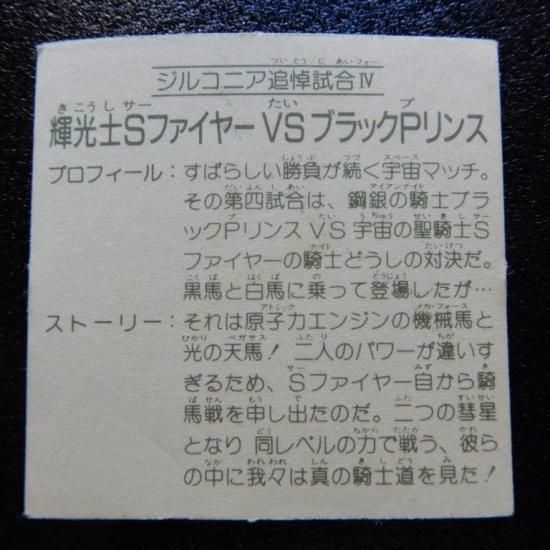 ジルコニア追悼試合Ⅳ
輝光士SファイヤーVSブラックPリンス
プロフィール：すばらしい勝負が続く宇宙マッチ。
その第四試合は、鋼銀の騎士ブラ
ックPリンスVS宇宙の聖騎士S
ファイヤーの騎士どうしの対決だ。
黒馬と白馬に乗って登場したが…
ストーリー：それは原子力エンジンの機械馬と
光の天馬！二人のパワーが違いす
ぎるため、Sファイヤー自から騎
馬戦を申し出たのだ。二つの彗星
となり同レベルの力で戦う、彼ら
の中に我々は真の騎士道を見た！